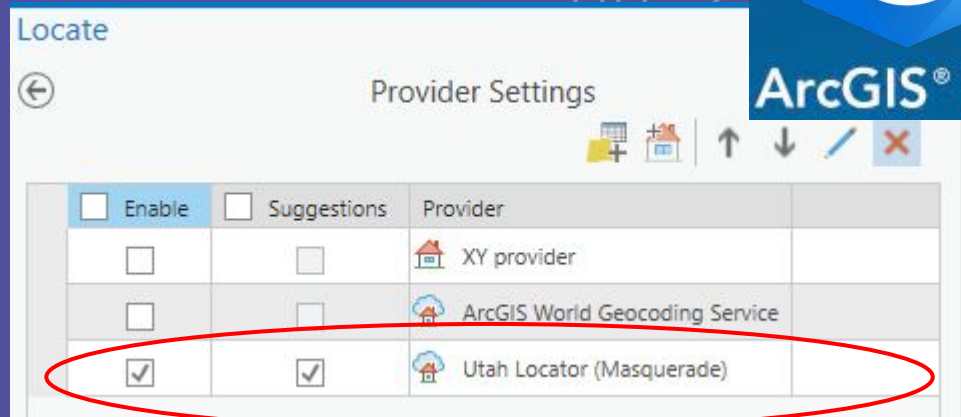 Locate
Provider Settings
ArcGIS®
Enable Suggestions Provider
XY provider
ArcGIS World Geocoding Service
Utah Locator (Masquerade)